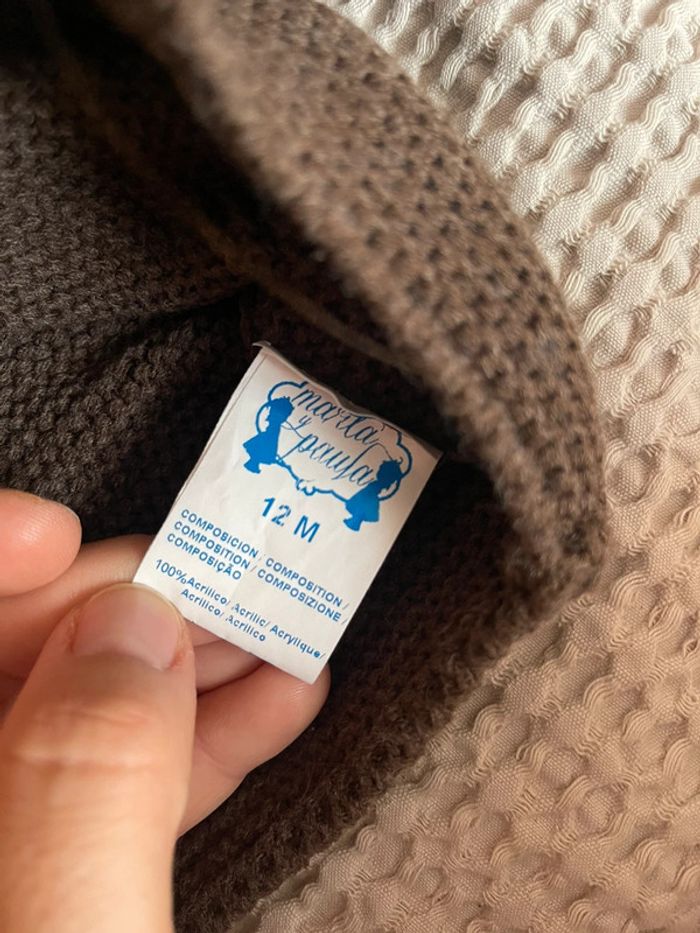 marta
y
paula
12 M
COMPOSICION / COMPOSITION /
COMPOSITION / COMPOSIZIONE /
COMPOSIÇÃO
100%Acrilico/ Acrilic/ Acrylique/
Acrilico/ Acrilico